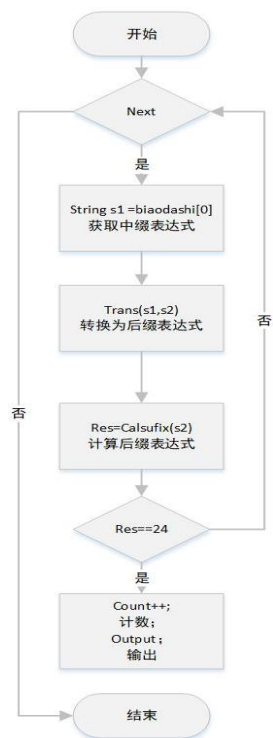 开始
Next
是
String s1 =biaodashi[0]
获取中缀表达式
Trans(s1,s2)
转换为后缀表达式
否
否
Res=Calsufix(s2)
计算后缀表达式
Res==24
是
Count++;
计数；
Output；
输出
结束